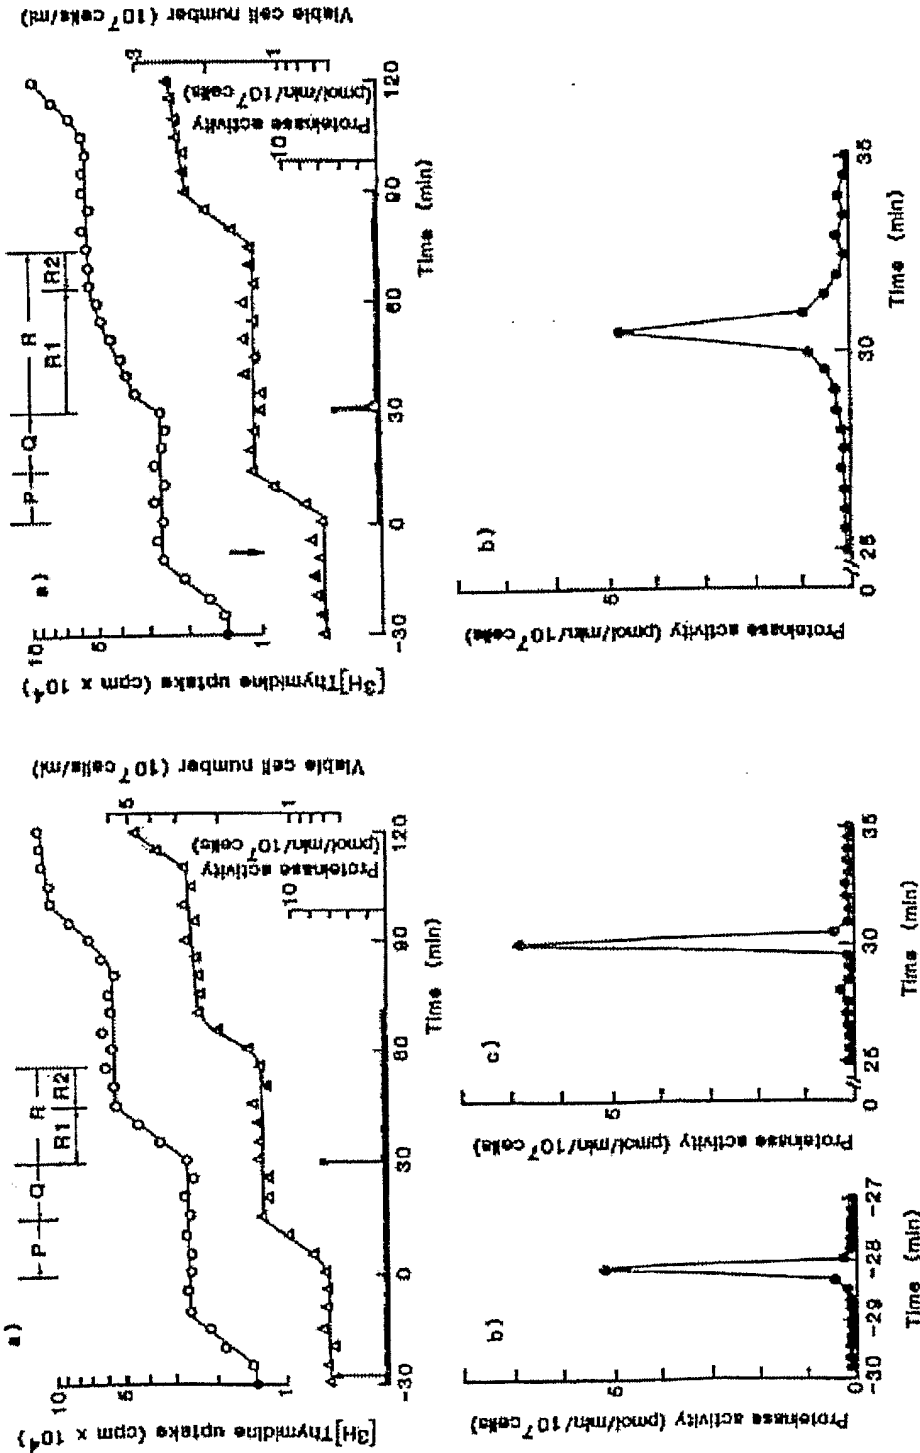 a)
[³H]Thymidine uptake (cpm x 10⁴)
10
5
1
P
Q
R
R1
R2
Viable cell number (10⁷ cells/ml)
5
1
Proteinase activity
(pmol/min/10⁷ cells)
10
-30
0
30
60
90
120
Time (min)
b)
Proteinase activity (pmol/min/10⁷ cells)
5
0
-30
-29
-28
-27
Time (min)
c)
Proteinase activity (pmol/min/10⁷ cells)
5
0
25
30
35
Time (min)
a)
[³H]Thymidine uptake (cpm x 10⁴)
10
5
1
P
Q
R
R1
R2
Viable cell number (10⁷ cells/ml)
3
1
Proteinase activity
(pmol/min/10⁷ cells)
10
-30
0
30
60
90
120
Time (min)
b)
Proteinase activity (pmol/min/10⁷ cells)
5
0
25
30
35
Time (min)